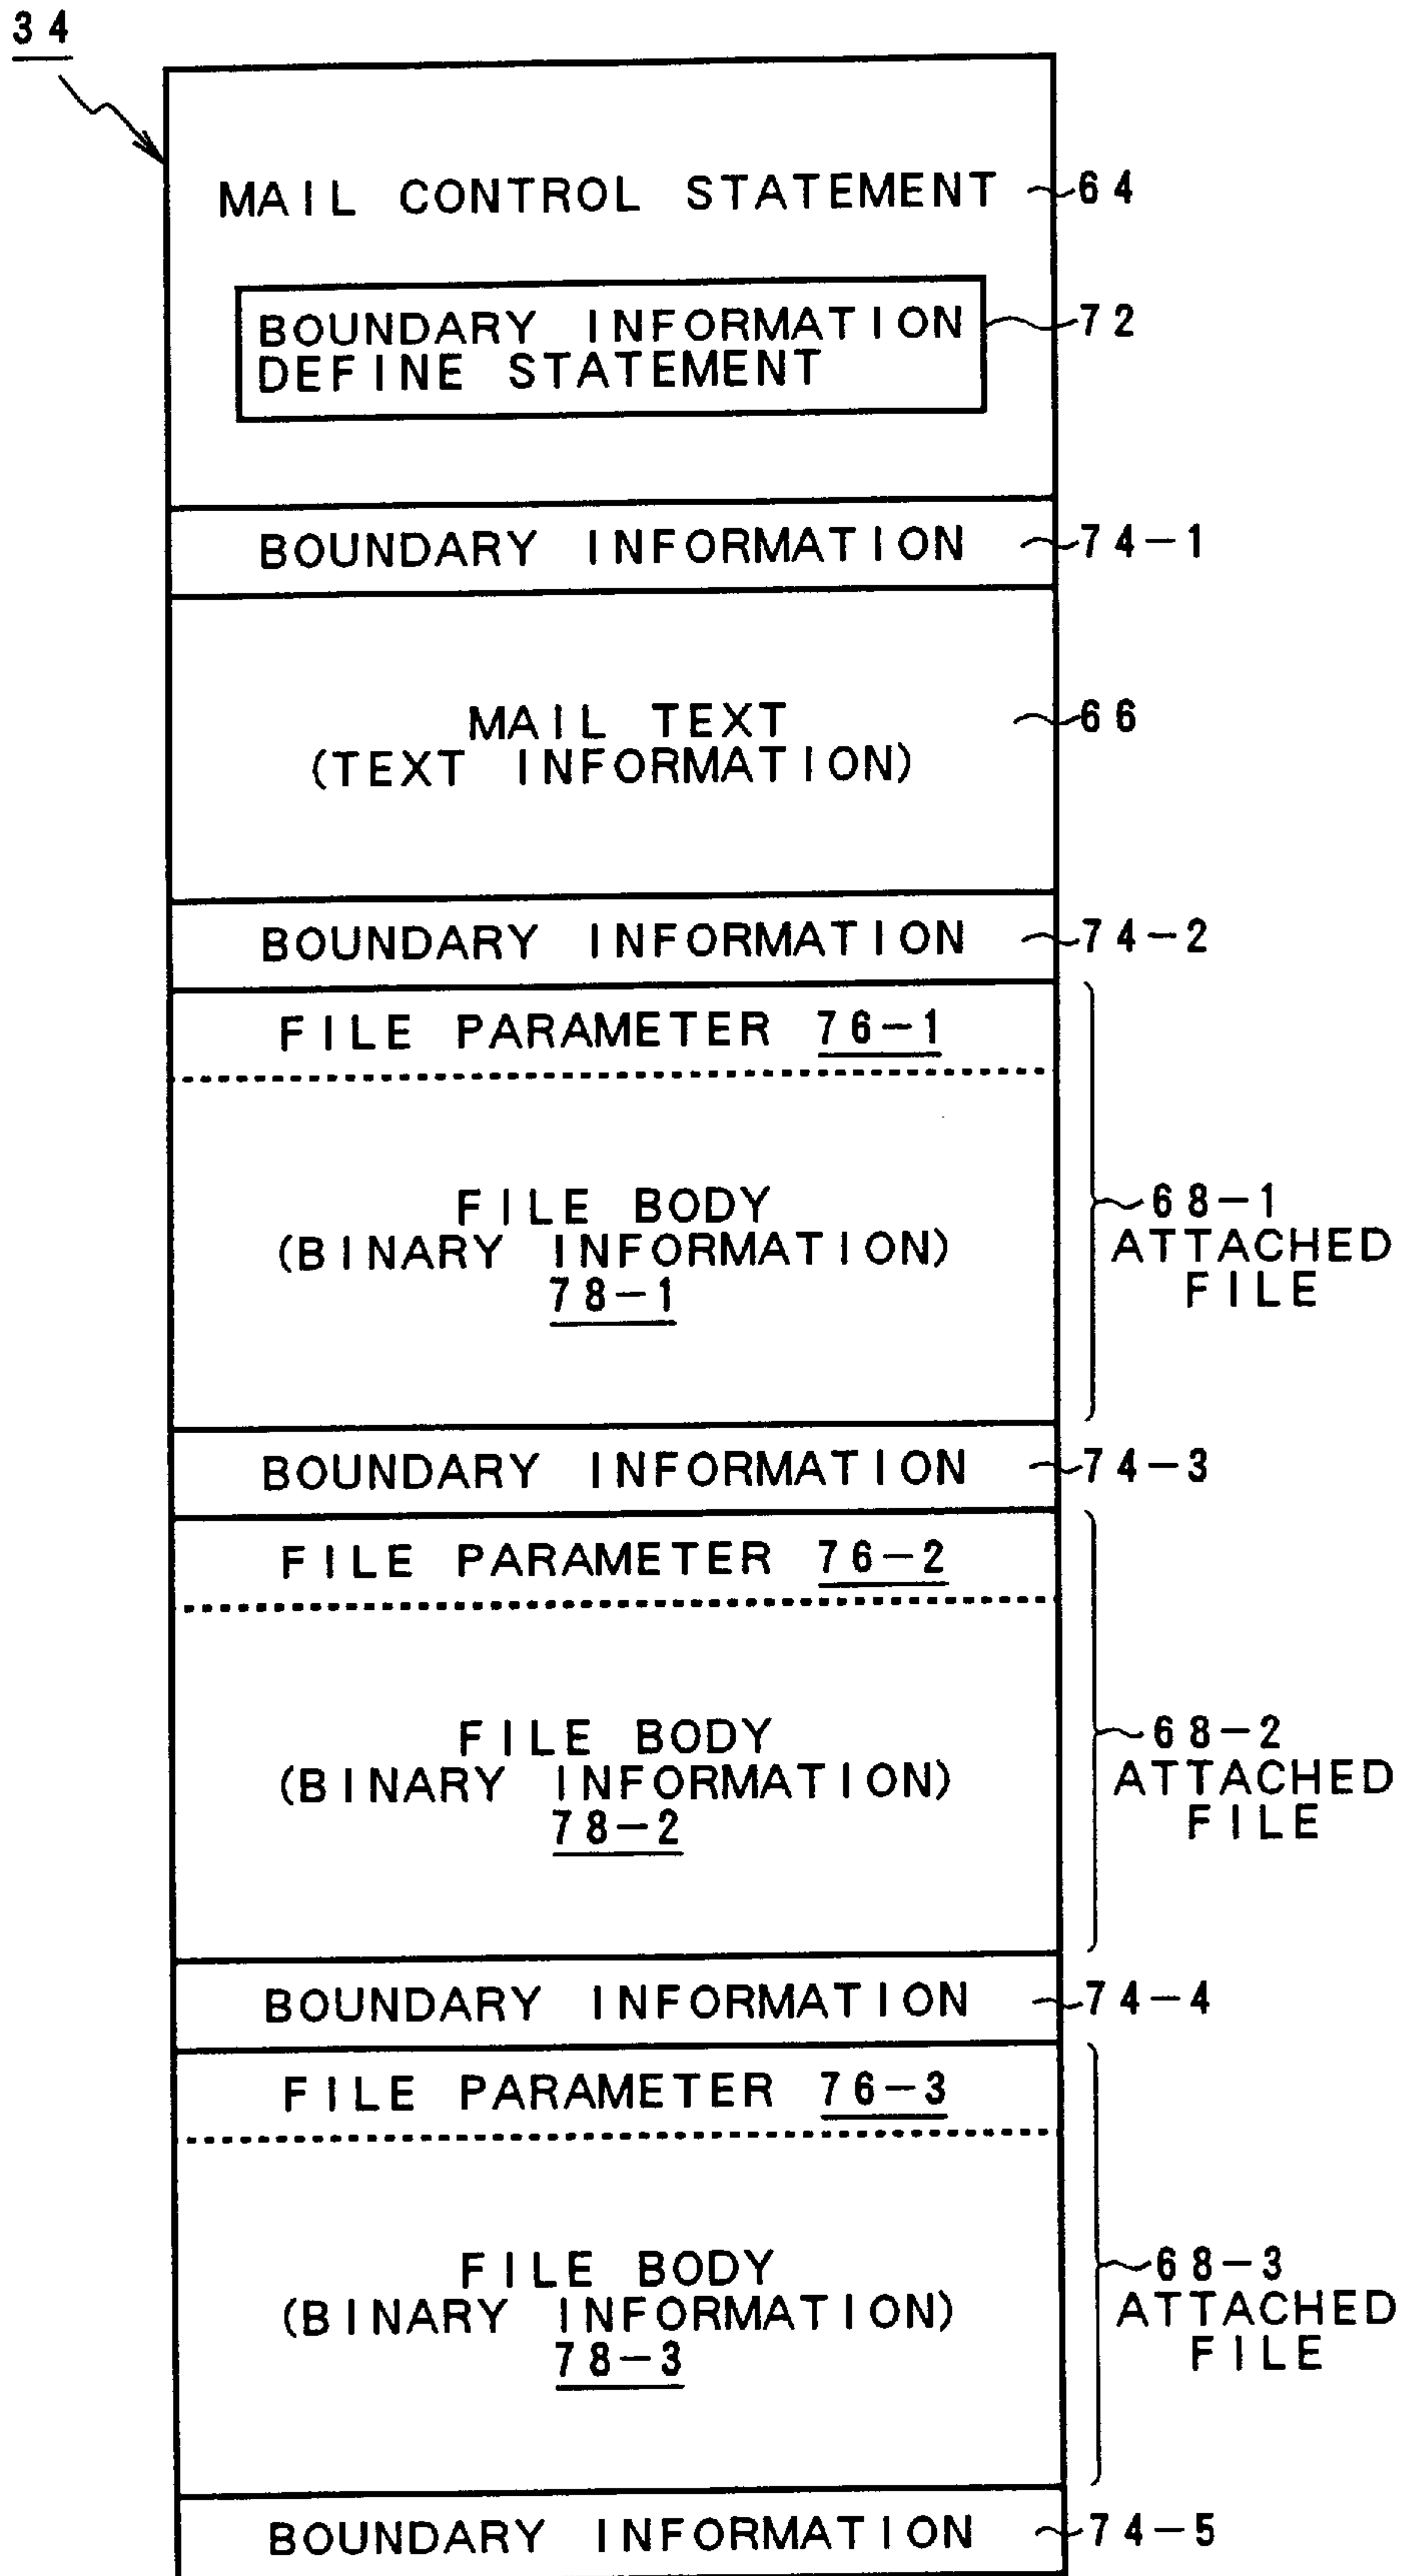 34
MAIL CONTROL STATEMENT 64
BOUNDARY INFORMATION 72
DEFINE STATEMENT
BOUNDARY INFORMATION 74-1
MAIL TEXT 66
(TEXT INFORMATION)
BOUNDARY INFORMATION 74-2
FILE PARAMETER 76-1
FILE BODY
(BINARY INFORMATION)
78-1
68-1
ATTACHED
FILE
BOUNDARY INFORMATION 74-3
FILE PARAMETER 76-2
FILE BODY
(BINARY INFORMATION)
78-2
68-2
ATTACHED
FILE
BOUNDARY INFORMATION 74-4
FILE PARAMETER 76-3
FILE BODY
(BINARY INFORMATION)
78-3
68-3
ATTACHED
FILE
BOUNDARY INFORMATION 74-5